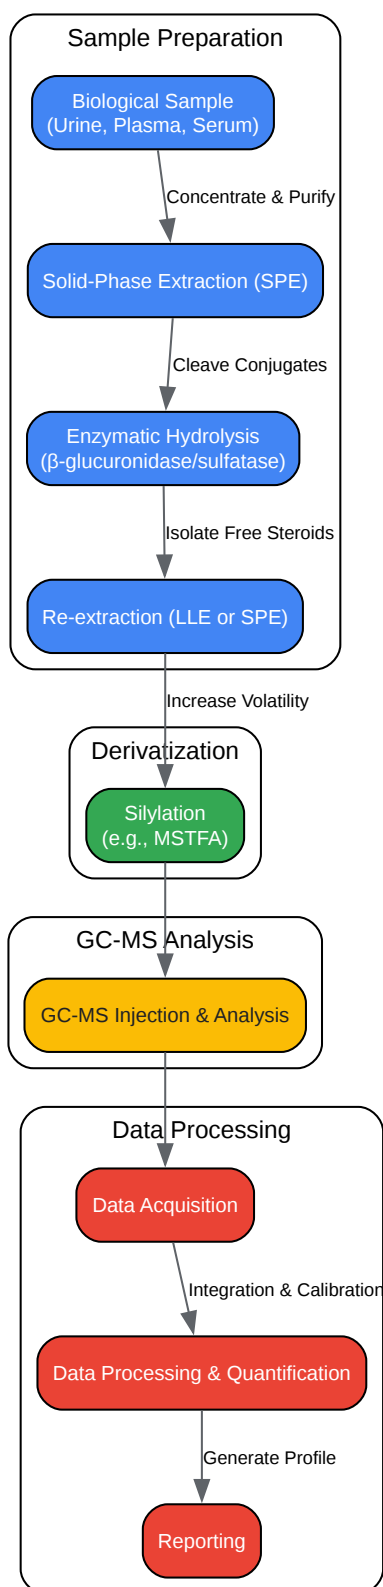 Sample Preparation
Biological Sample
(Urine, Plasma, Serum)
Concentrate & Purify
Solid-Phase Extraction (SPE)
Cleave Conjugates
Enzymatic Hydrolysis
(β-glucuronidase/sulfatase)
Isolate Free Steroids
Re-extraction (LLE or SPE)
Increase Volatility
Derivatization
Silylation
(e.g., MSTFA)
GC-MS Analysis
GC-MS Injection & Analysis
Data Processing
Data Acquisition
Integration & Calibration
Data Processing & Quantification
Generate Profile
Reporting